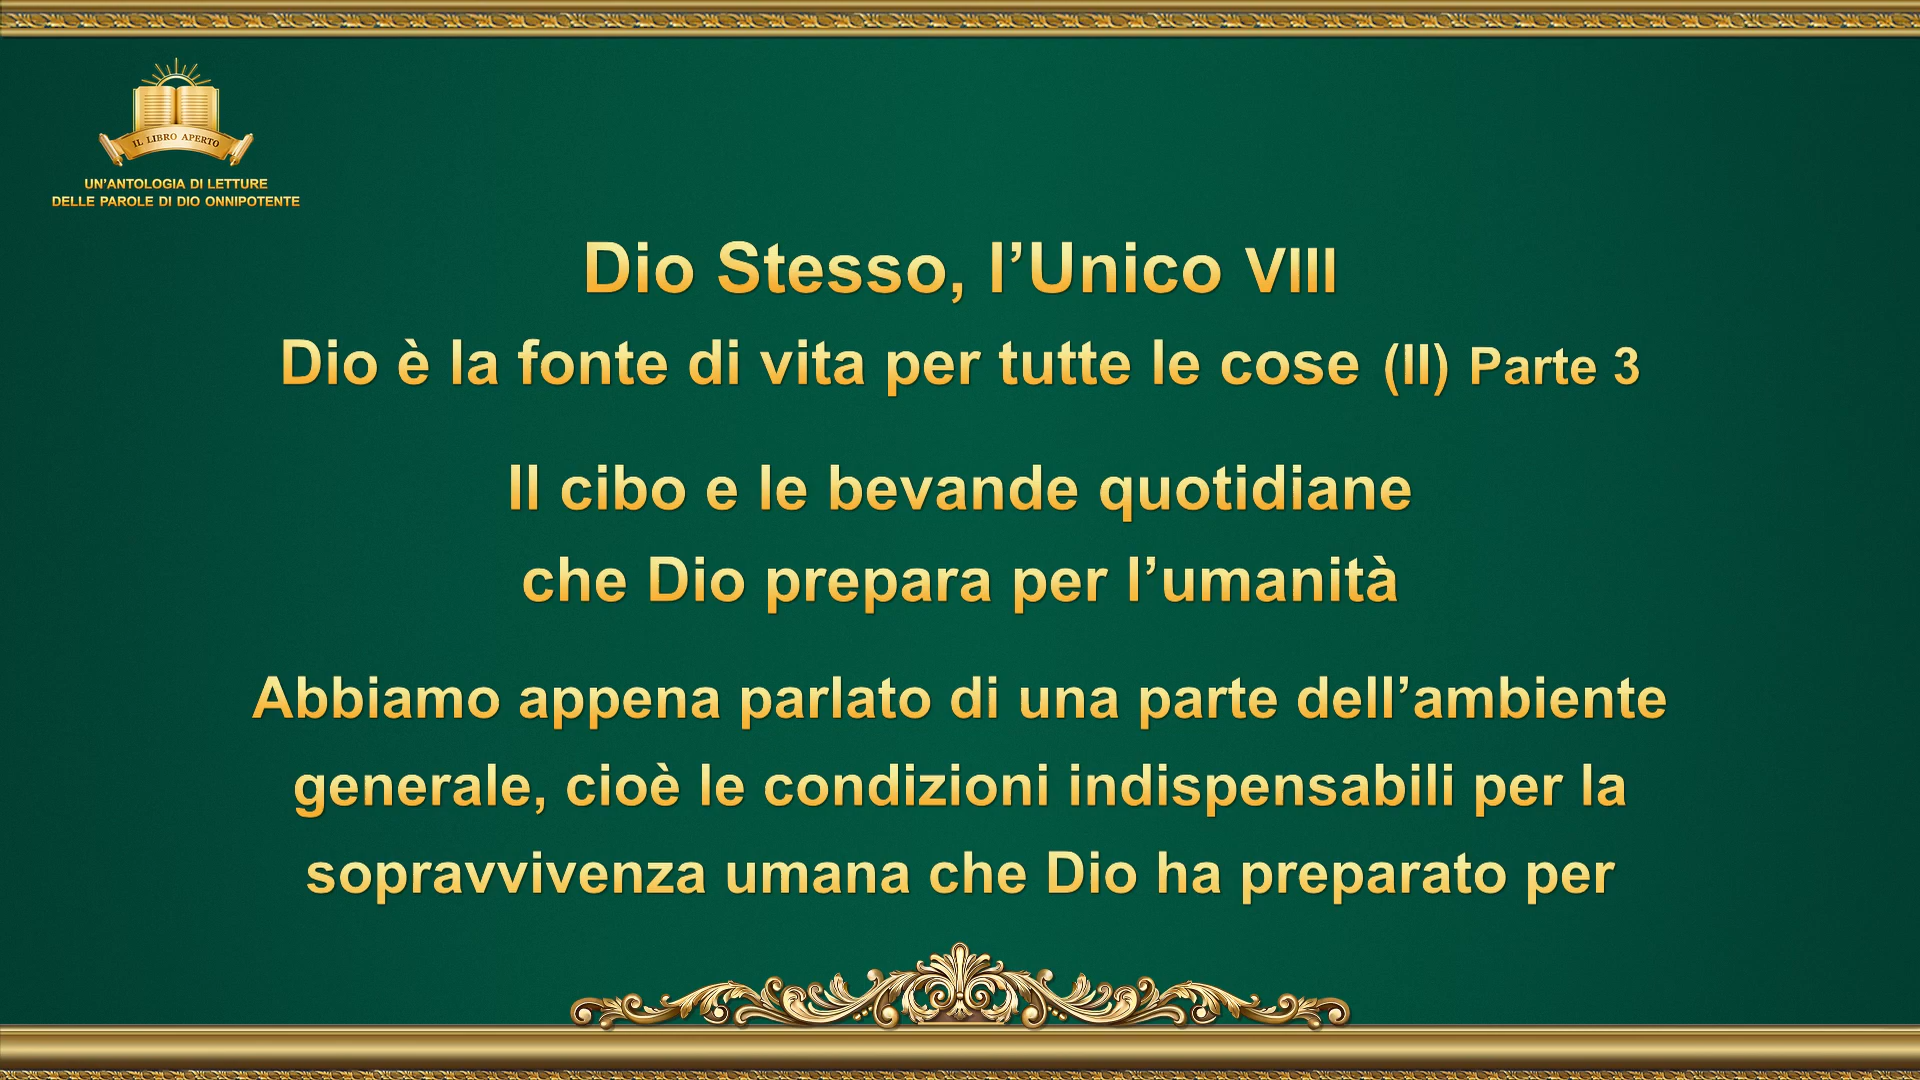 IL LIBRO APERTO
UN’ANTOLOGIA DI LETTURE
DELLE PAROLE DI DIO ONNIPOTENTE
Dio Stesso, l’Unico VIII
Dio è la fonte di vita per tutte le cose (II) Parte 3
Il cibo e le bevande quotidiane
che Dio prepara per l’umanità
Abbiamo appena parlato di una parte dell’ambiente
generale, cioè le condizioni indispensabili per la
sopravvivenza umana che Dio ha preparato per